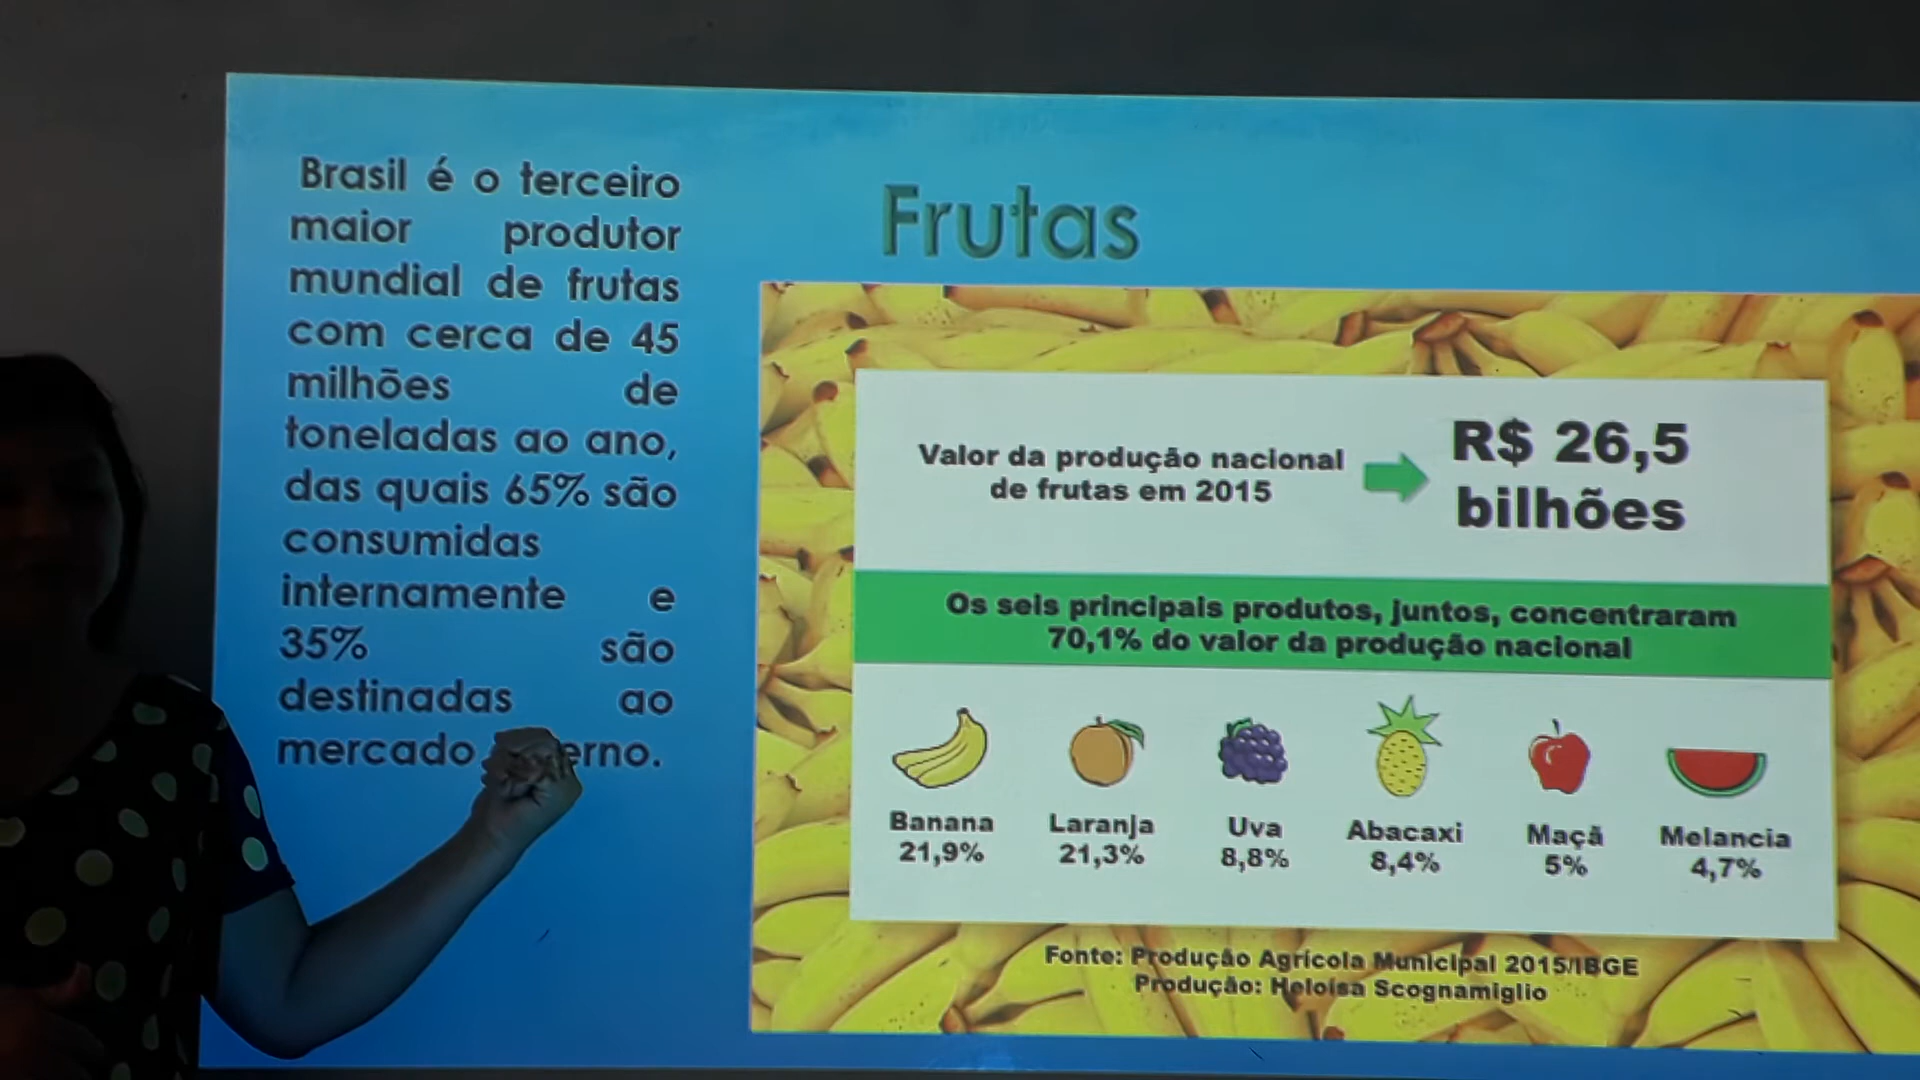 Brasil é o terceiro
maior produtor
mundial de frutas
com cerca de 45
milhões de
toneladas ao ano,
das quais 65% são
consumidas
internamente e
35% são
destinadas ao
mercado
Frutas
Valor da produção nacional
de frutas em 2015
R$ 26,5
bilhões
Os seis principais produtos, juntos, concentraram
70,1% do valor da produção nacional
Banana
21,9%
Laranja
21,3%
Uva
8,8%
Abacaxi
8,4%
Maçã
5%
Melancia
4,7%
Fonte: Produção Agrícola Municipal 2015/IBGE
Produção: Heloísa Scognamiglio